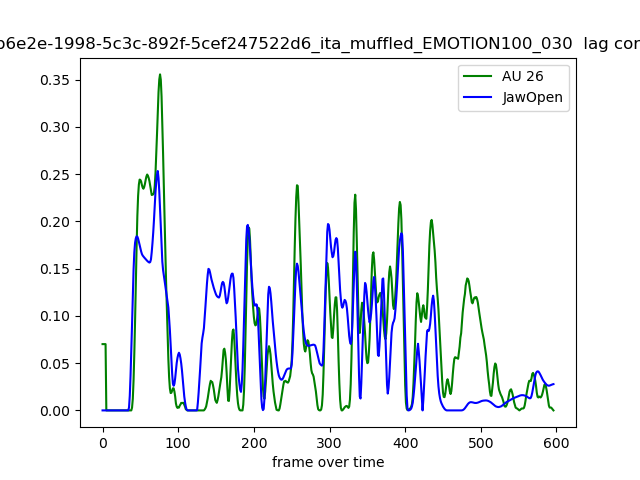 b6e2e-1998-5c3c-892f-5cef247522d6_ita_muffled_EMOTION100_030  lag cor
AU 26
JawOpen
0.35
0.30
0.25
0.20
0.15
0.10
0.05
0.00
0 100 200 300 400 500 600
frame over time